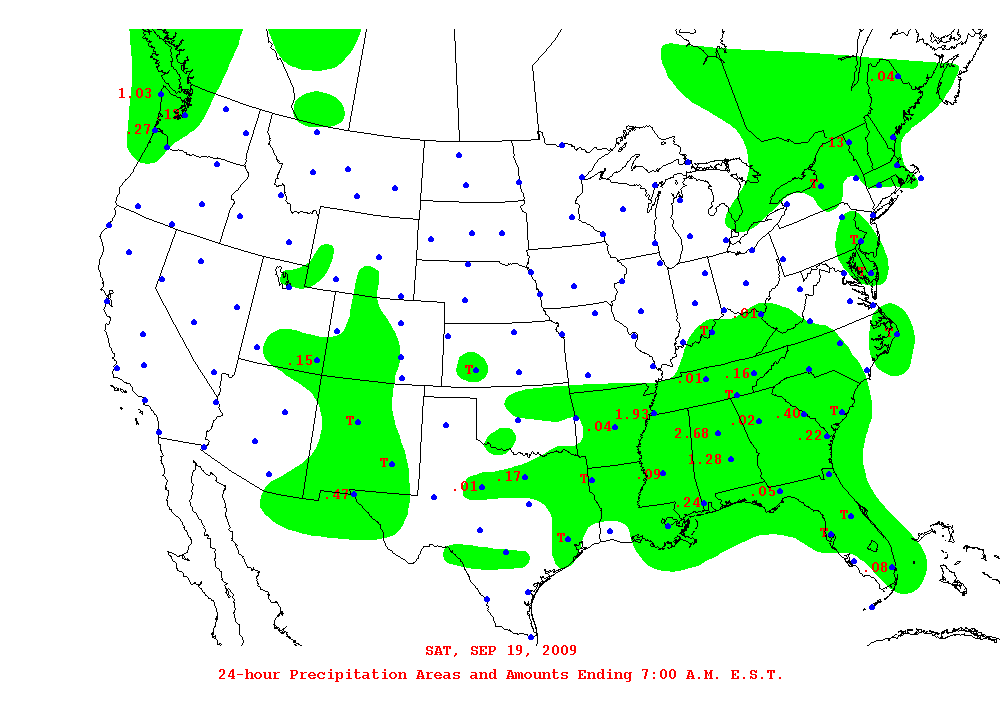 .04
1.03
.27
.13
T
T
T
.01
T
T
.15
T
.16
.01
T
1.93
.02
.40
T
T
.04
2.68
.22
T
1.28
.09
.17
T
.01
.05
.47
.24
T
T
T
.08
SAT, SEP 19, 2009
24-hour Precipitation Areas and Amounts Ending 7:00 A.M. E.S.T.